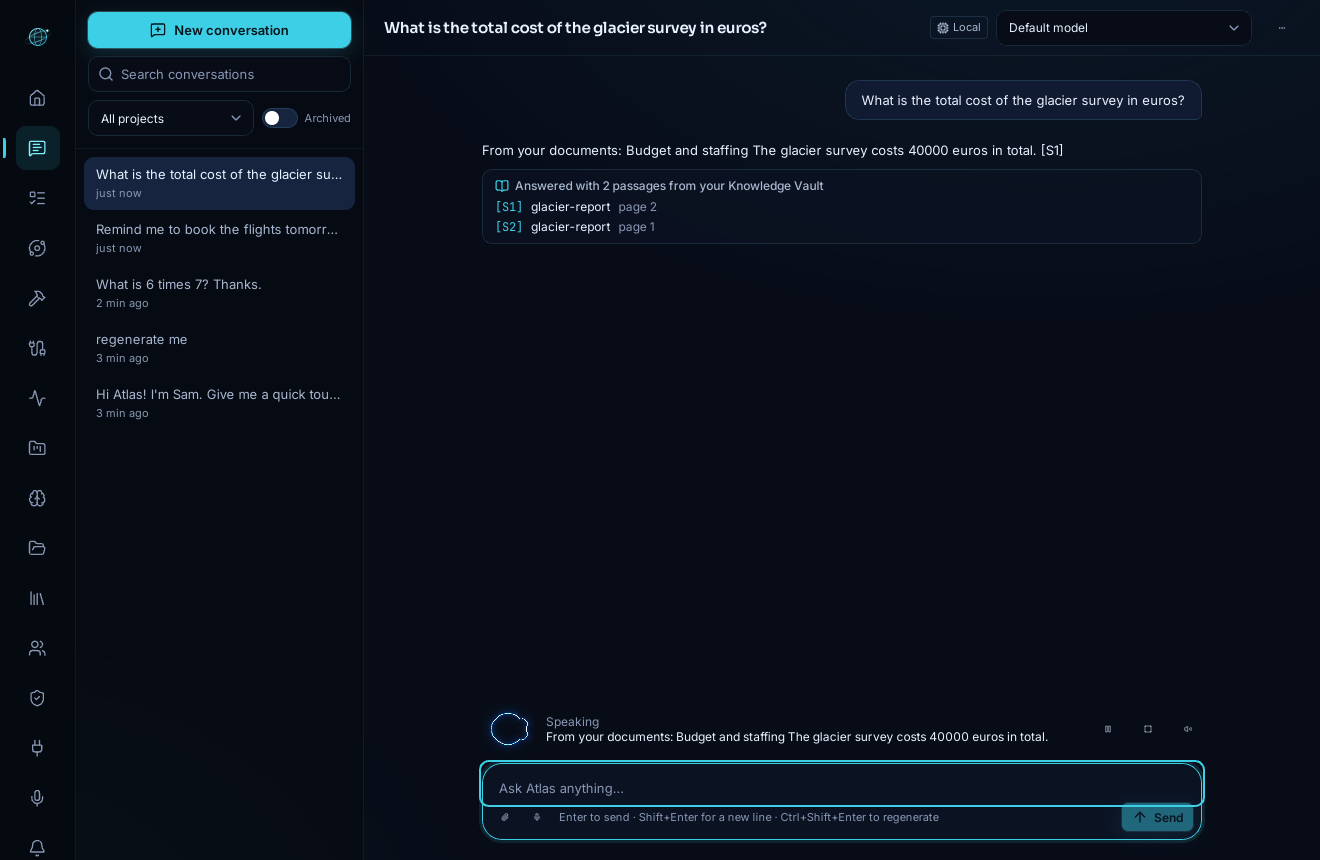 New conversation
Search conversations
All projects
Archived
What is the total cost of the glacier su...
just now
Remind me to book the flights tomorr...
just now
What is 6 times 7? Thanks.
2 min ago
regenerate me
3 min ago
Hi Atlas! I'm Sam. Give me a quick tou...
3 min ago
What is the total cost of the glacier survey in euros?
Local
Default model
What is the total cost of the glacier survey in euros?
From your documents: Budget and staffing The glacier survey costs 40000 euros in total. [S1]
Answered with 2 passages from your Knowledge Vault
[S1] glacier-report page 2
[S2] glacier-report page 1
Speaking
From your documents: Budget and staffing The glacier survey costs 40000 euros in total.
Ask Atlas anything...
Enter to send · Shift+Enter for a new line · Ctrl+Shift+Enter to regenerate
Send